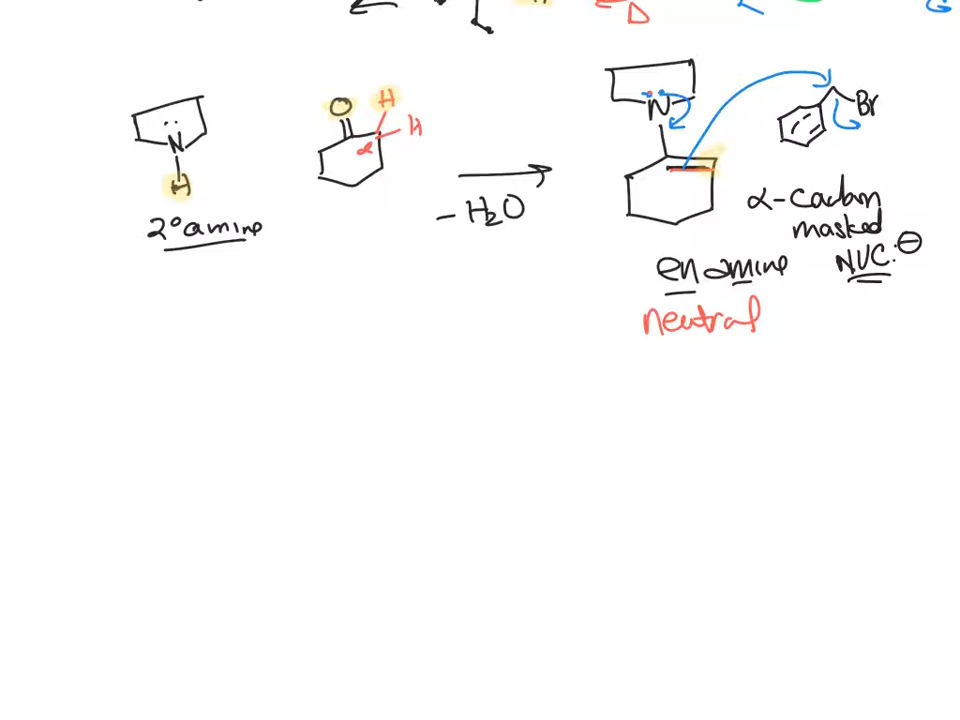 D
G
N
H
2° amine
O
H
H
α
- H2O
N
Br
enamine
neutral
α-carbon
masked
NUC:⊖